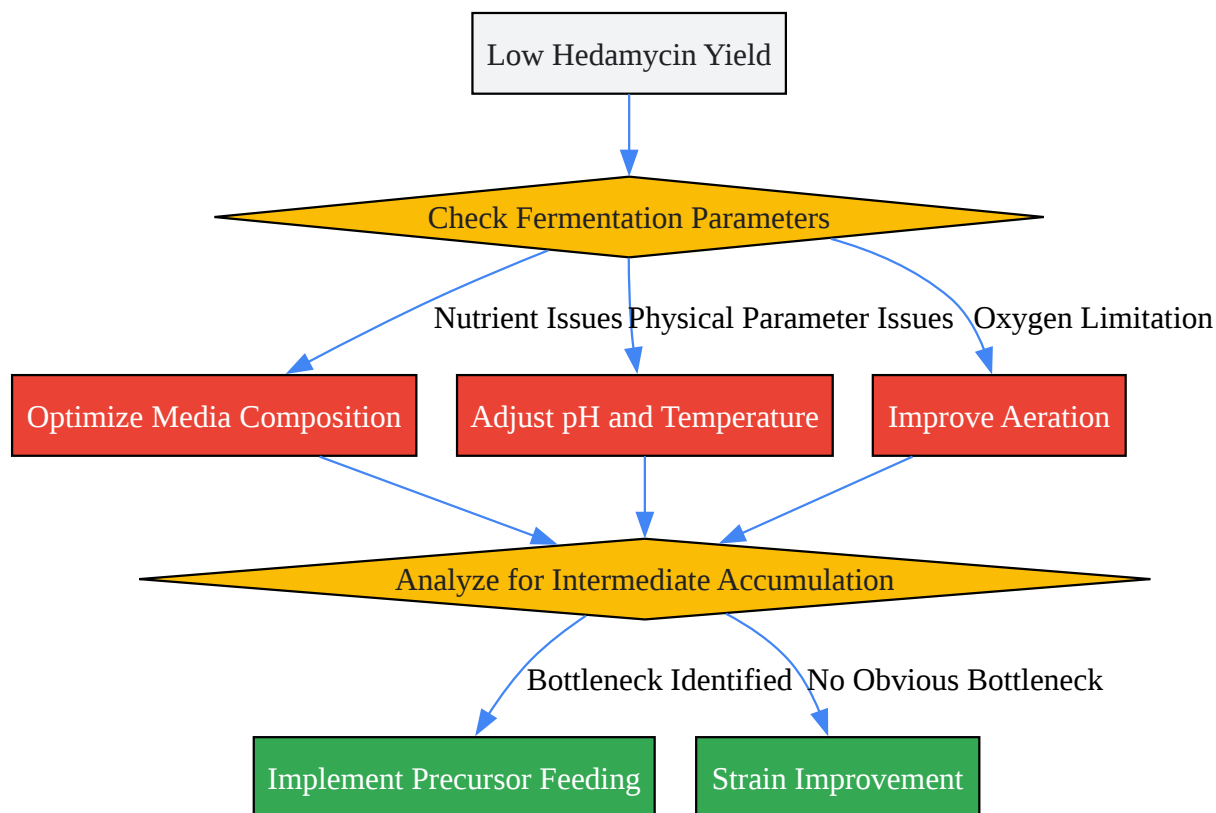 Low Hedamycin Yield
Check Fermentation Parameters
Nutrient Issues
Physical Parameter Issues
Oxygen Limitation
Optimize Media Composition
Adjust pH and Temperature
Improve Aeration
Analyze for Intermediate Accumulation
Bottleneck Identified
No Obvious Bottleneck
Implement Precursor Feeding
Strain Improvement